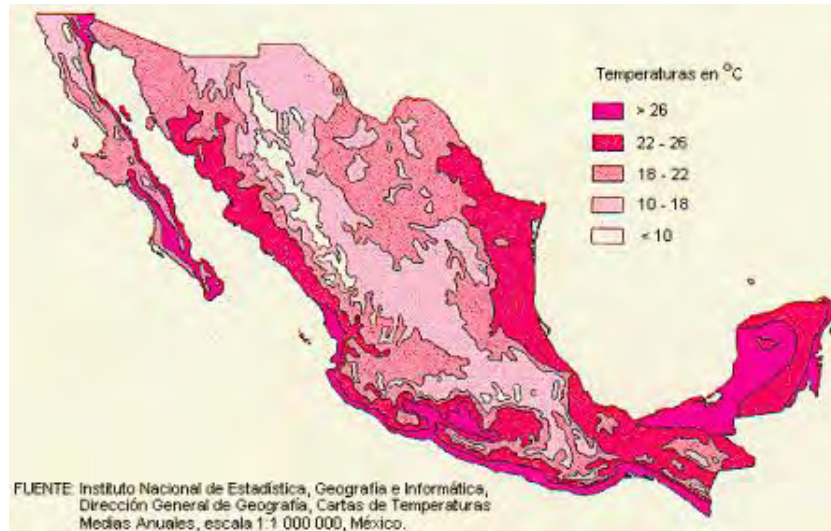 Temperaturas en °C
> 26
22 - 26
18 - 22
10 - 18
< 10
FUENTE: Instituto Nacional de Estadística, Geografía e Informática,
Dirección General de Geografía, Cartas de Temperaturas
Medias Anuales, escala 1:1 000 000, México.